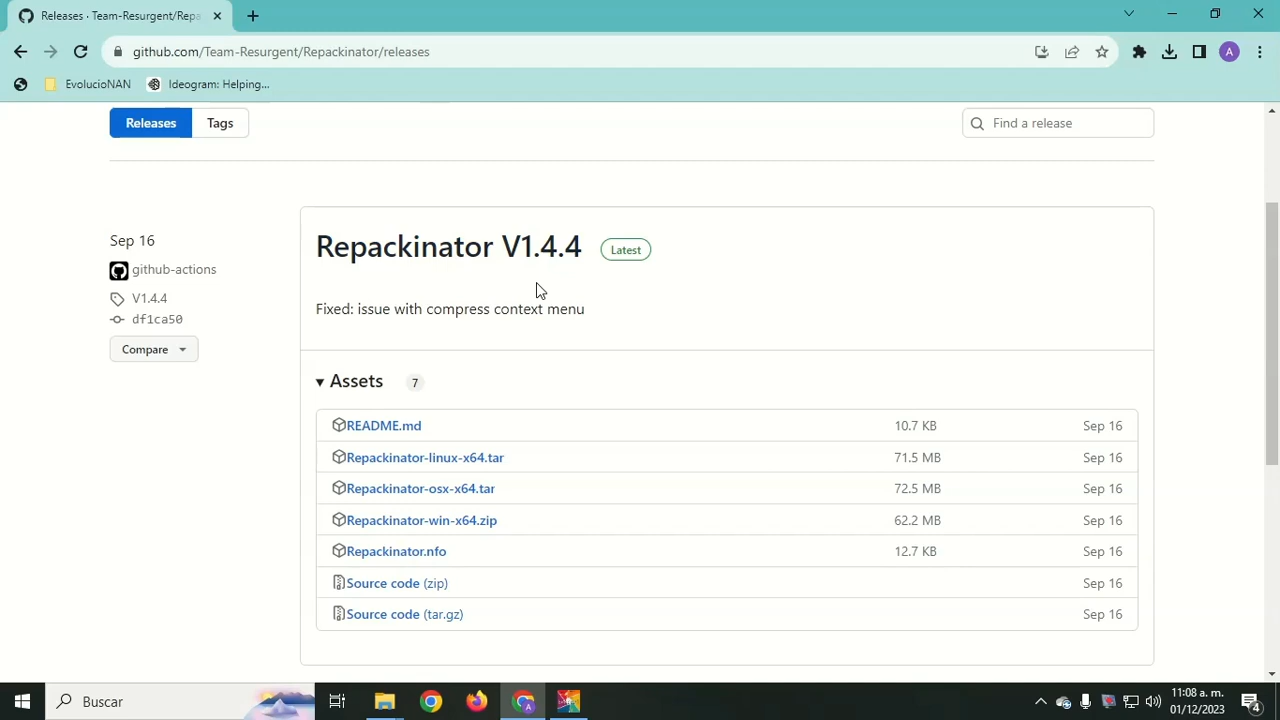 Releases · Team-Resurgent/Repa
github.com/Team-Resurgent/Repackinator/releases
A
EvolucioNAN
Ideogram: Helping...
Releases
Tags
Find a release
Sep 16
github-actions
V1.4.4
df1ca50
Compare
Repackinator V1.4.4
Latest
Fixed: issue with compress context menu
Assets 7
README.md 10.7 KB Sep 16
Repackinator-linux-x64.tar 71.5 MB Sep 16
Repackinator-osx-x64.tar 72.5 MB Sep 16
Repackinator-win-x64.zip 62.2 MB Sep 16
Repackinator.nfo 12.7 KB Sep 16
Source code (zip) Sep 16
Source code (tar.gz) Sep 16
Buscar
A
11:08 a. m.
01/12/2023
4